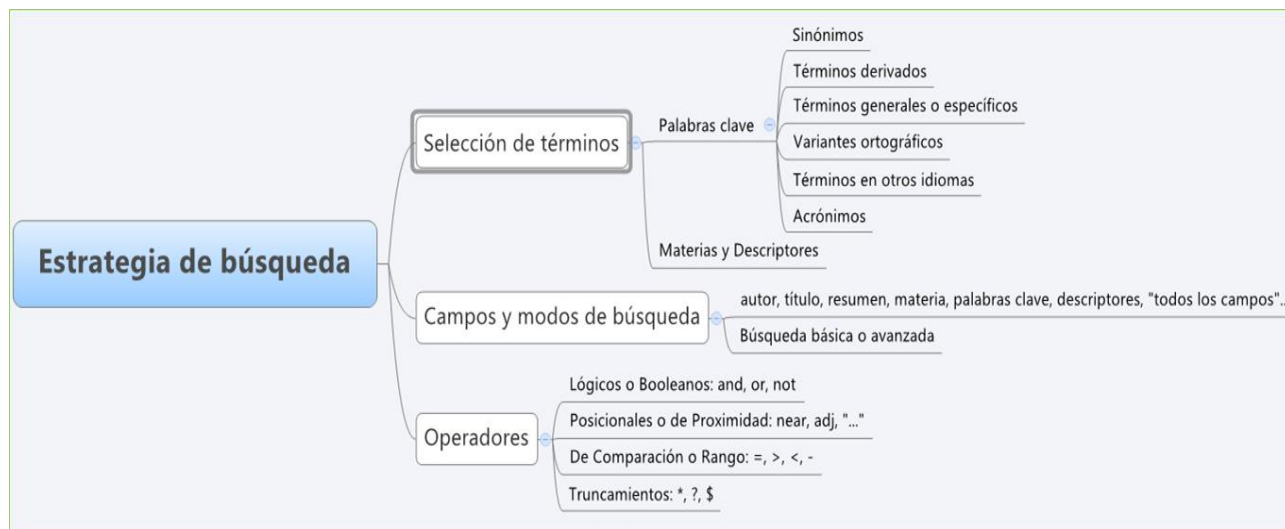 Estrategia de búsqueda
Selección de términos
Palabras clave
Sinónimos
Términos derivados
Términos generales o específicos
Variantes ortográficos
Términos en otros idiomas
Acrónimos
Materias y Descriptores
Campos y modos de búsqueda
autor, título, resumen, materia, palabras clave, descriptores, "todos los campos"..
Búsqueda básica o avanzada
Operadores
Lógicos o Booleanos: and, or, not
Posicionales o de Proximidad: near, adj, "..."
De Comparación o Rango: =, >, <, -
Truncamientos: *, ?, $